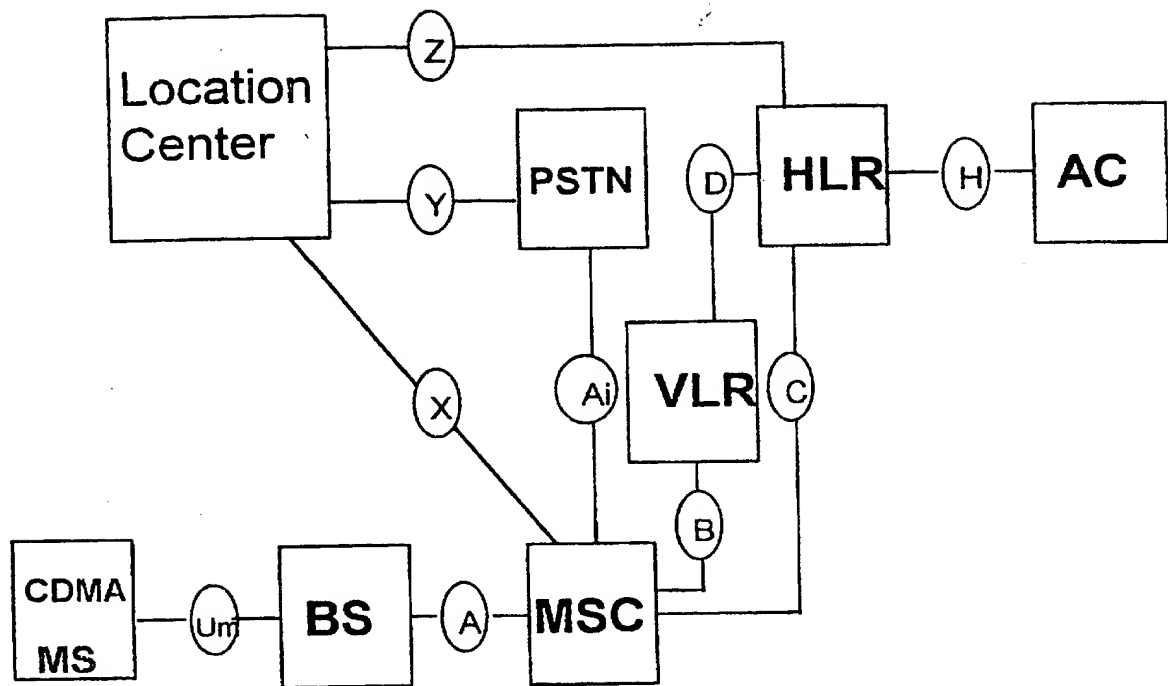 Z
Location
Center
PSTN
D
HLR
H
AC
Y
Ai
VLR
C
X
B
CDMA
MS
Um
BS
A
MSC